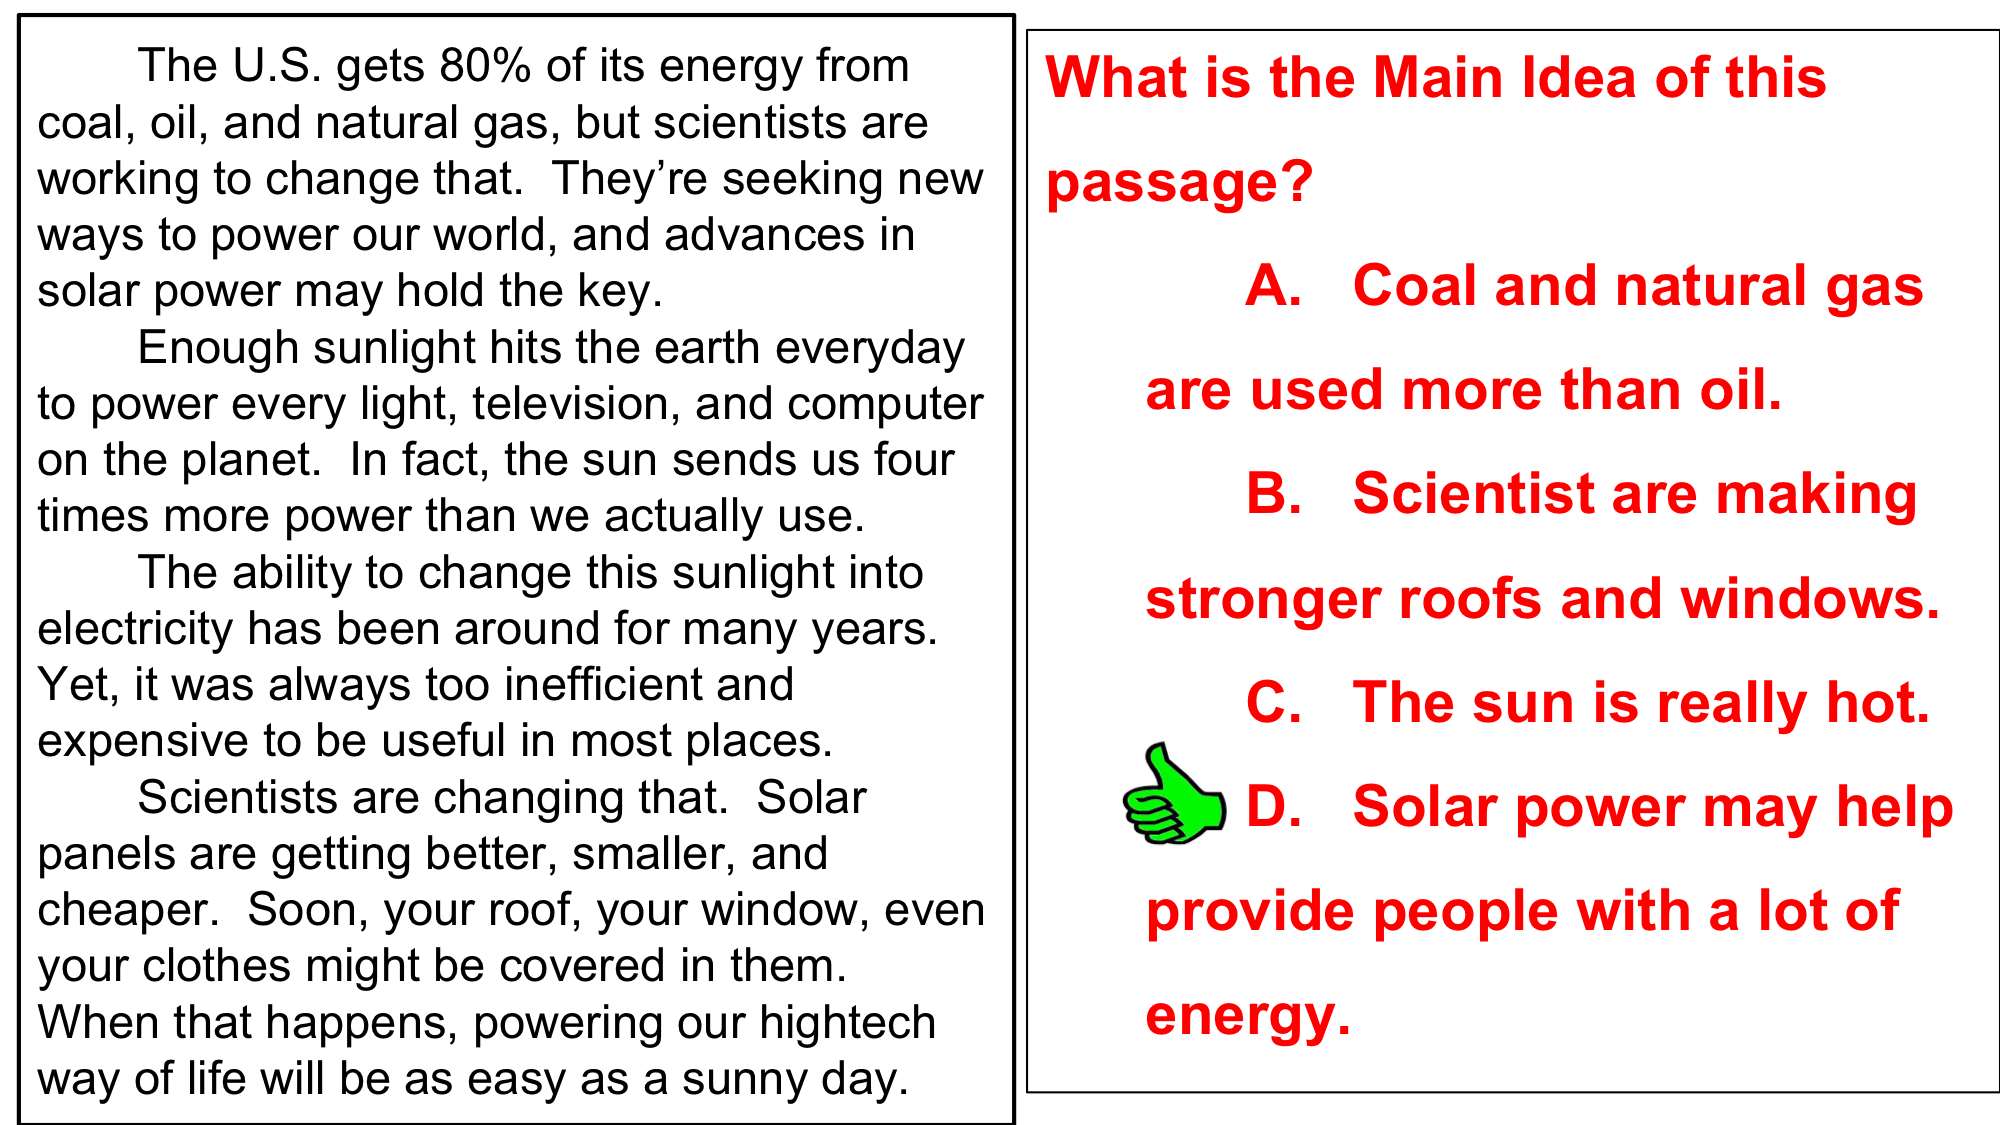 The U.S. gets 80% of its energy from
coal, oil, and natural gas, but scientists are
working to change that.  They’re seeking new
ways to power our world, and advances in
solar power may hold the key.
Enough sunlight hits the earth everyday
to power every light, television, and computer
on the planet.  In fact, the sun sends us four
times more power than we actually use.
The ability to change this sunlight into
electricity has been around for many years.
Yet, it was always too inefficient and
expensive to be useful in most places.
Scientists are changing that.  Solar
panels are getting better, smaller, and
cheaper.  Soon, your roof, your window, even
your clothes might be covered in them.
When that happens, powering our hightech
way of life will be as easy as a sunny day.
What is the Main Idea of this
passage?
A.   Coal and natural gas
are used more than oil.
B.   Scientist are making
stronger roofs and windows.
C.   The sun is really hot.
D.   Solar power may help
provide people with a lot of
energy.